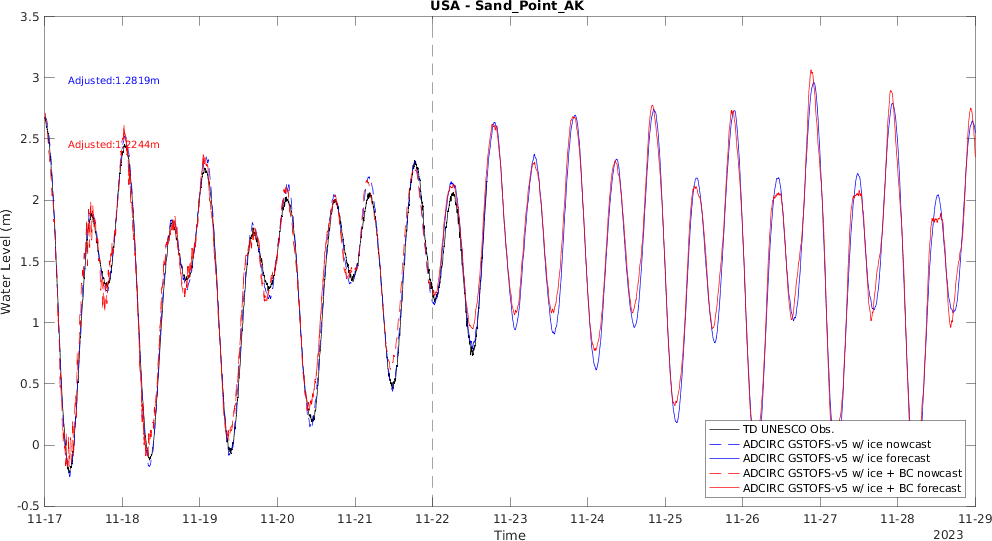 USA - Sand_Point_AK
3.5
3
2.5
2
1.5
1
0.5
0
-0.5
Water Level (m)
Adjusted:1.2819m
Adjusted:1.2244m
TD UNESCO Obs.
ADCIRC GSTOFS-v5 w/ ice nowcast
ADCIRC GSTOFS-v5 w/ ice forecast
ADCIRC GSTOFS-v5 w/ ice + BC nowcast
ADCIRC GSTOFS-v5 w/ ice + BC forecast
11-17 11-18 11-19 11-20 11-21 11-22 11-23 11-24 11-25 11-26 11-27 11-28 11-29
Time
2023